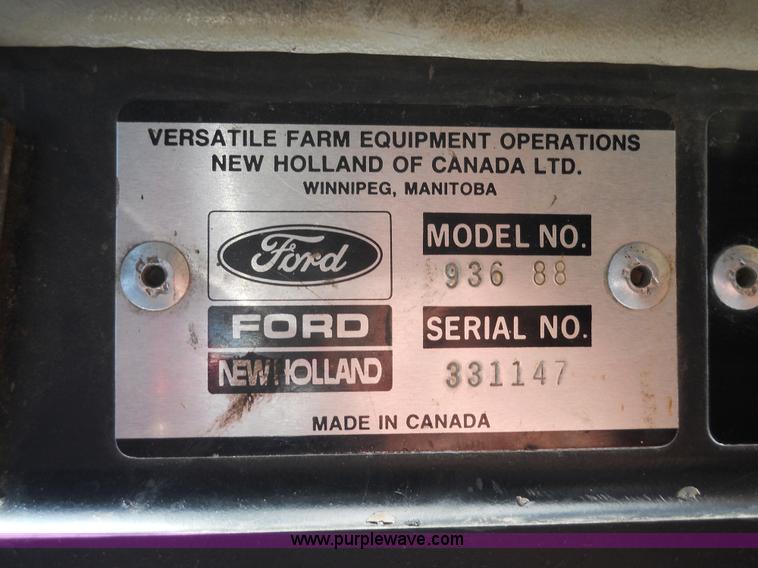 VERSATILE FARM EQUIPMENT OPERATIONS
NEW HOLLAND OF CANADA LTD.
WINNIPEG, MANITOBA
Ford
MODEL NO.
936 88
FORD
NEW HOLLAND
SERIAL NO.
331147
MADE IN CANADA
www.purplewave.com